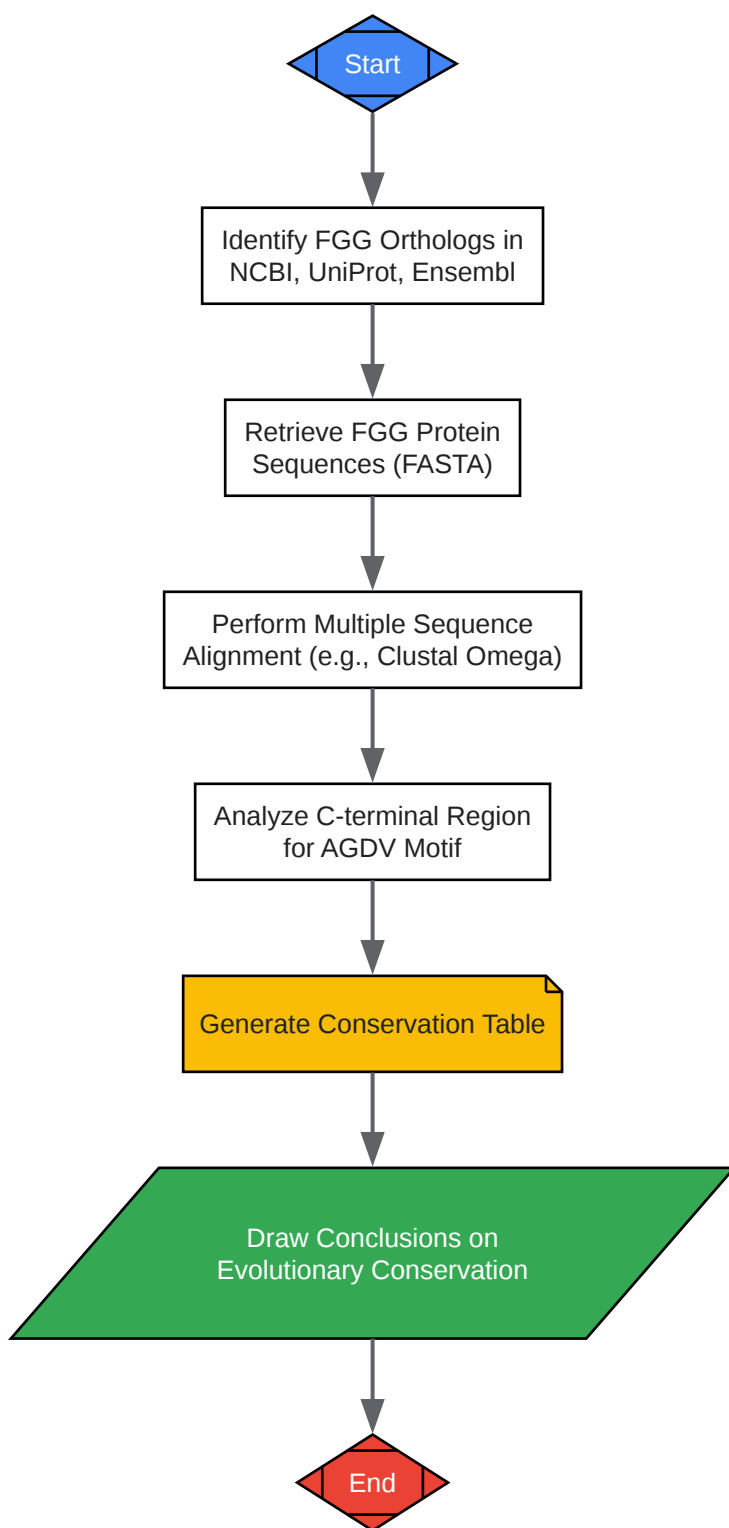 Start
Identify FGG Orthologs in
NCBI, UniProt, Ensembl
Retrieve FGG Protein
Sequences (FASTA)
Perform Multiple Sequence
Alignment (e.g., Clustal Omega)
Analyze C-terminal Region
for AGDV Motif
Generate Conservation Table
Draw Conclusions on
Evolutionary Conservation
End